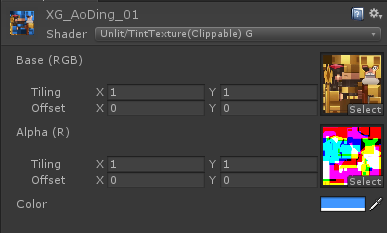 XG_AoDing_01
Shader Unlit/TintTexture(Clippable) G
Base (RGB)
Tiling X 1 Y 1
Offset X 0 Y 0
Select
Alpha (R)
Tiling X 1 Y 1
Offset X 0 Y 0
Select
Color